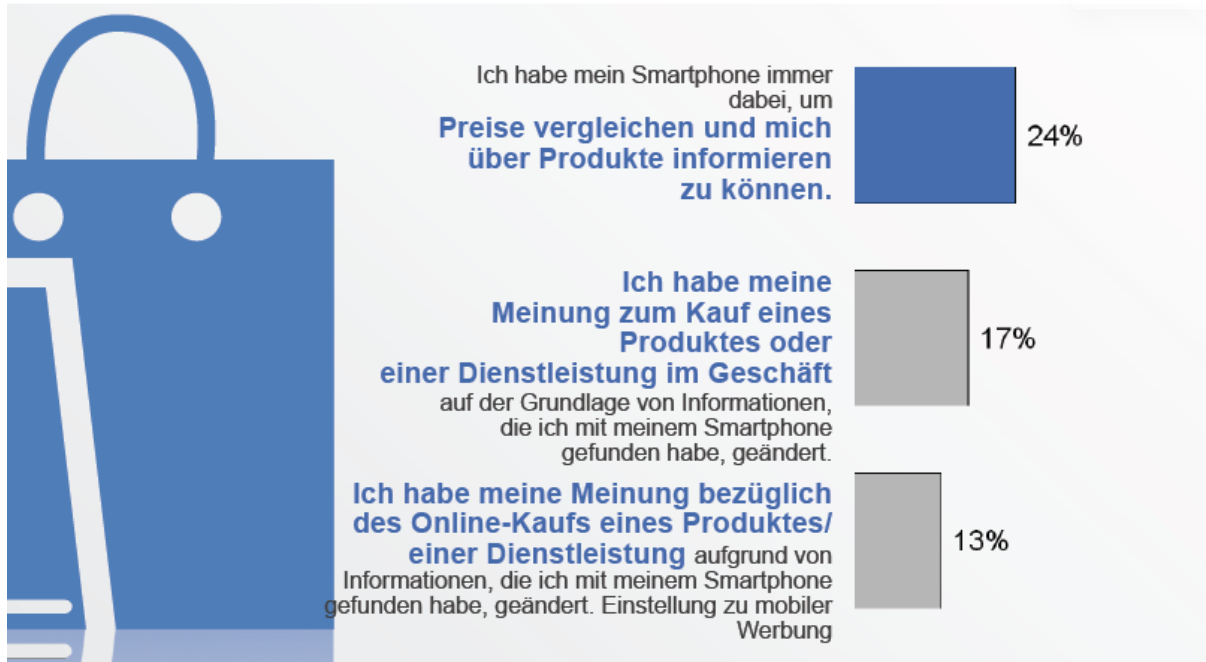 Ich habe mein Smartphone immer
dabei, um
Preise vergleichen und mich
über Produkte informieren
zu können.
24%
Ich habe meine
Meinung zum Kauf eines
Produktes oder
einer Dienstleistung im Geschäft
auf der Grundlage von Informationen,
die ich mit meinem Smartphone
gefunden habe, geändert.
17%
Ich habe meine Meinung bezüglich
des Online-Kaufs eines Produktes/
einer Dienstleistung aufgrund von
Informationen, die ich mit meinem Smartphone
gefunden habe, geändert. Einstellung zu mobiler
Werbung
13%